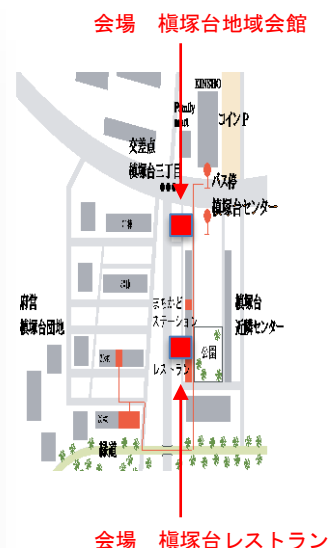 会場　槇塚台地域会館
KINSHO
Family
mart
コインP
交差点
槇塚台三丁目
バス停
槇塚台センター
まちかど
ステーション
府営
槇塚台団地
槇塚台
近隣センター
公園
レストラン
緑道
会場　槇塚台レストラン